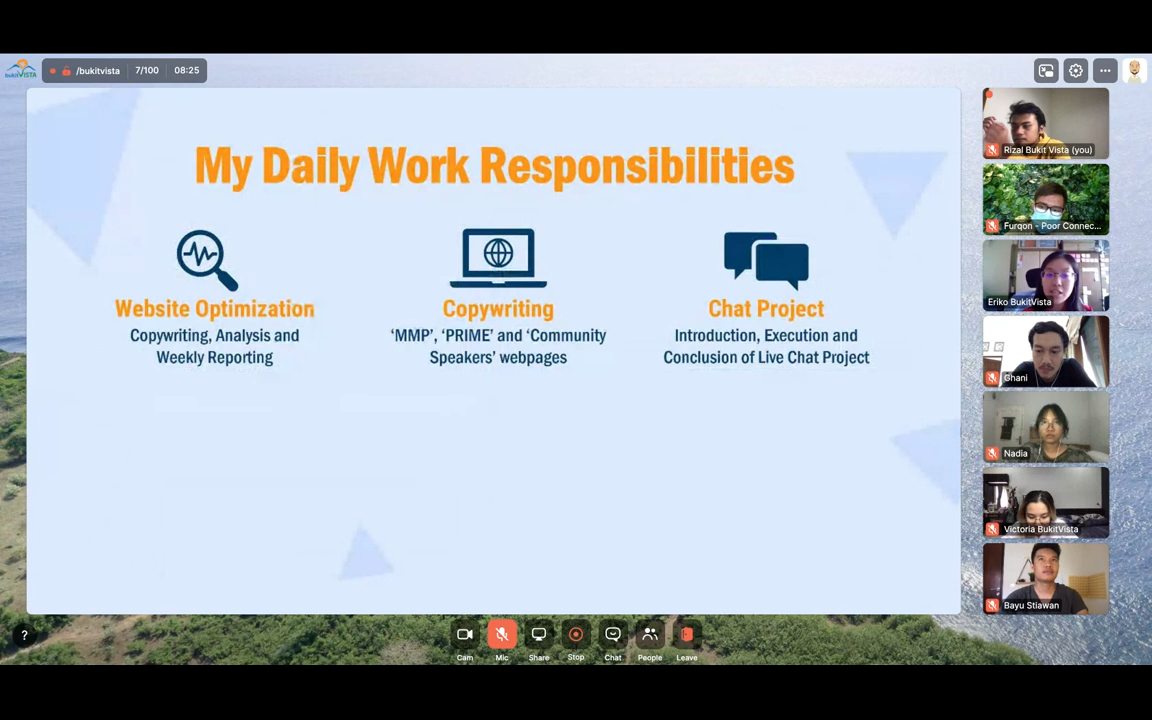 bukitVISTA
/bukitvista
7/100
08:25
My Daily Work Responsibilities
Website Optimization
Copywriting, Analysis and
Weekly Reporting
Copywriting
‘MMP’, ‘PRIME’ and ‘Community
Speakers’ webpages
Chat Project
Introduction, Execution and
Conclusion of Live Chat Project
Rizal Bukit Vista (you)
Furqon - Poor Connec...
Eriko BukitVista
Ghani
Nadia
Victoria BukitVista
Bayu Stiawan
?
Cam
Mic
Share
Stop
Chat
People
Leave